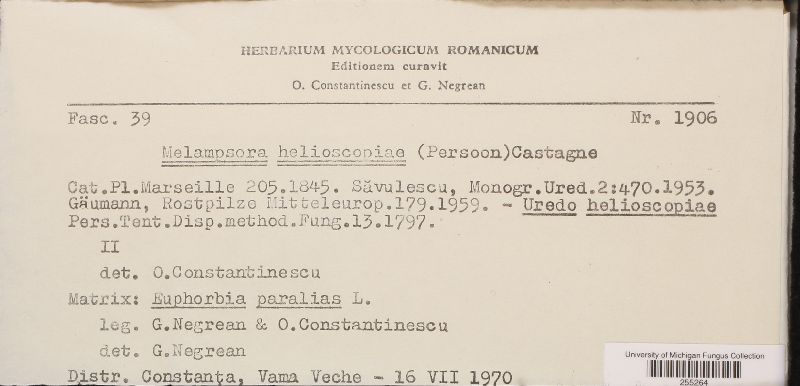 HERBARIUM MYCOLOGICUM ROMANICUM
Editionem curavit
O. Constantinescu et G. Negrean
Fasc. 39 Nr. 1906
Melampsora helioscopiae (Persoon)Castagne
Cat.Pl.Marseille 205.1845. Săvulescu, Monogr.Ured.2:470.1953.
Gäumann, Rostpilze Mitteleurop.179.1959. - Uredo helioscopiae
Pers.Tent.Disp.method.Fung.13.1797.
II
det. O.Constantinescu
Matrix: Euphorbia paralias L.
leg. G.Negrean & O.Constantinescu
det. G.Negrean
Distr. Constanţa, Vama Veche - 16 VII 1970
University of Michigan Fungus Collection
255264